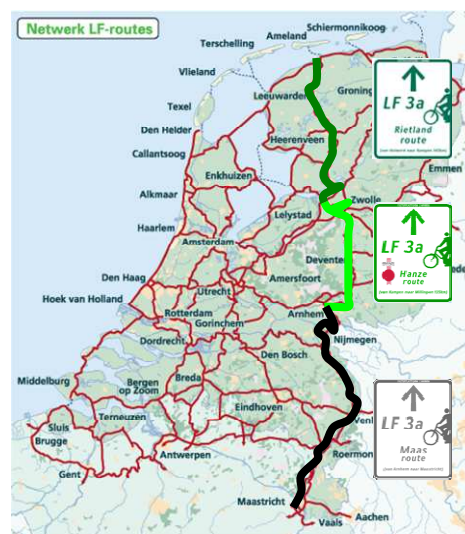 Netwerk LF-routes
Schiermonnikoog
Ameland
Terschelling
Vlieland
Leeuwarden
Groning
Texel
Den Helder
Heerenveen
Callantsoog
Emmen
Enkhuizen
Alkmaar
Zwolle
Lelystad
Haarlem
Amsterdam
Deventer
Amersfoort
Den Haag
Utrecht
Hoek van Holland
Rotterdam
Arnhem
Gorinchem
Nijmegen
Dordrecht
Den Bosch
Middelburg
Bergen
op Zoom
Breda
Eindhoven
Terneuzen
Sluis
Brugge
Venl
Antwerpen
Roermon
Gent
Maastricht
Aachen
Vaals
LF 3a
Rietland
route
LF 3a
Hanze
route
LF 3a
Maas
route